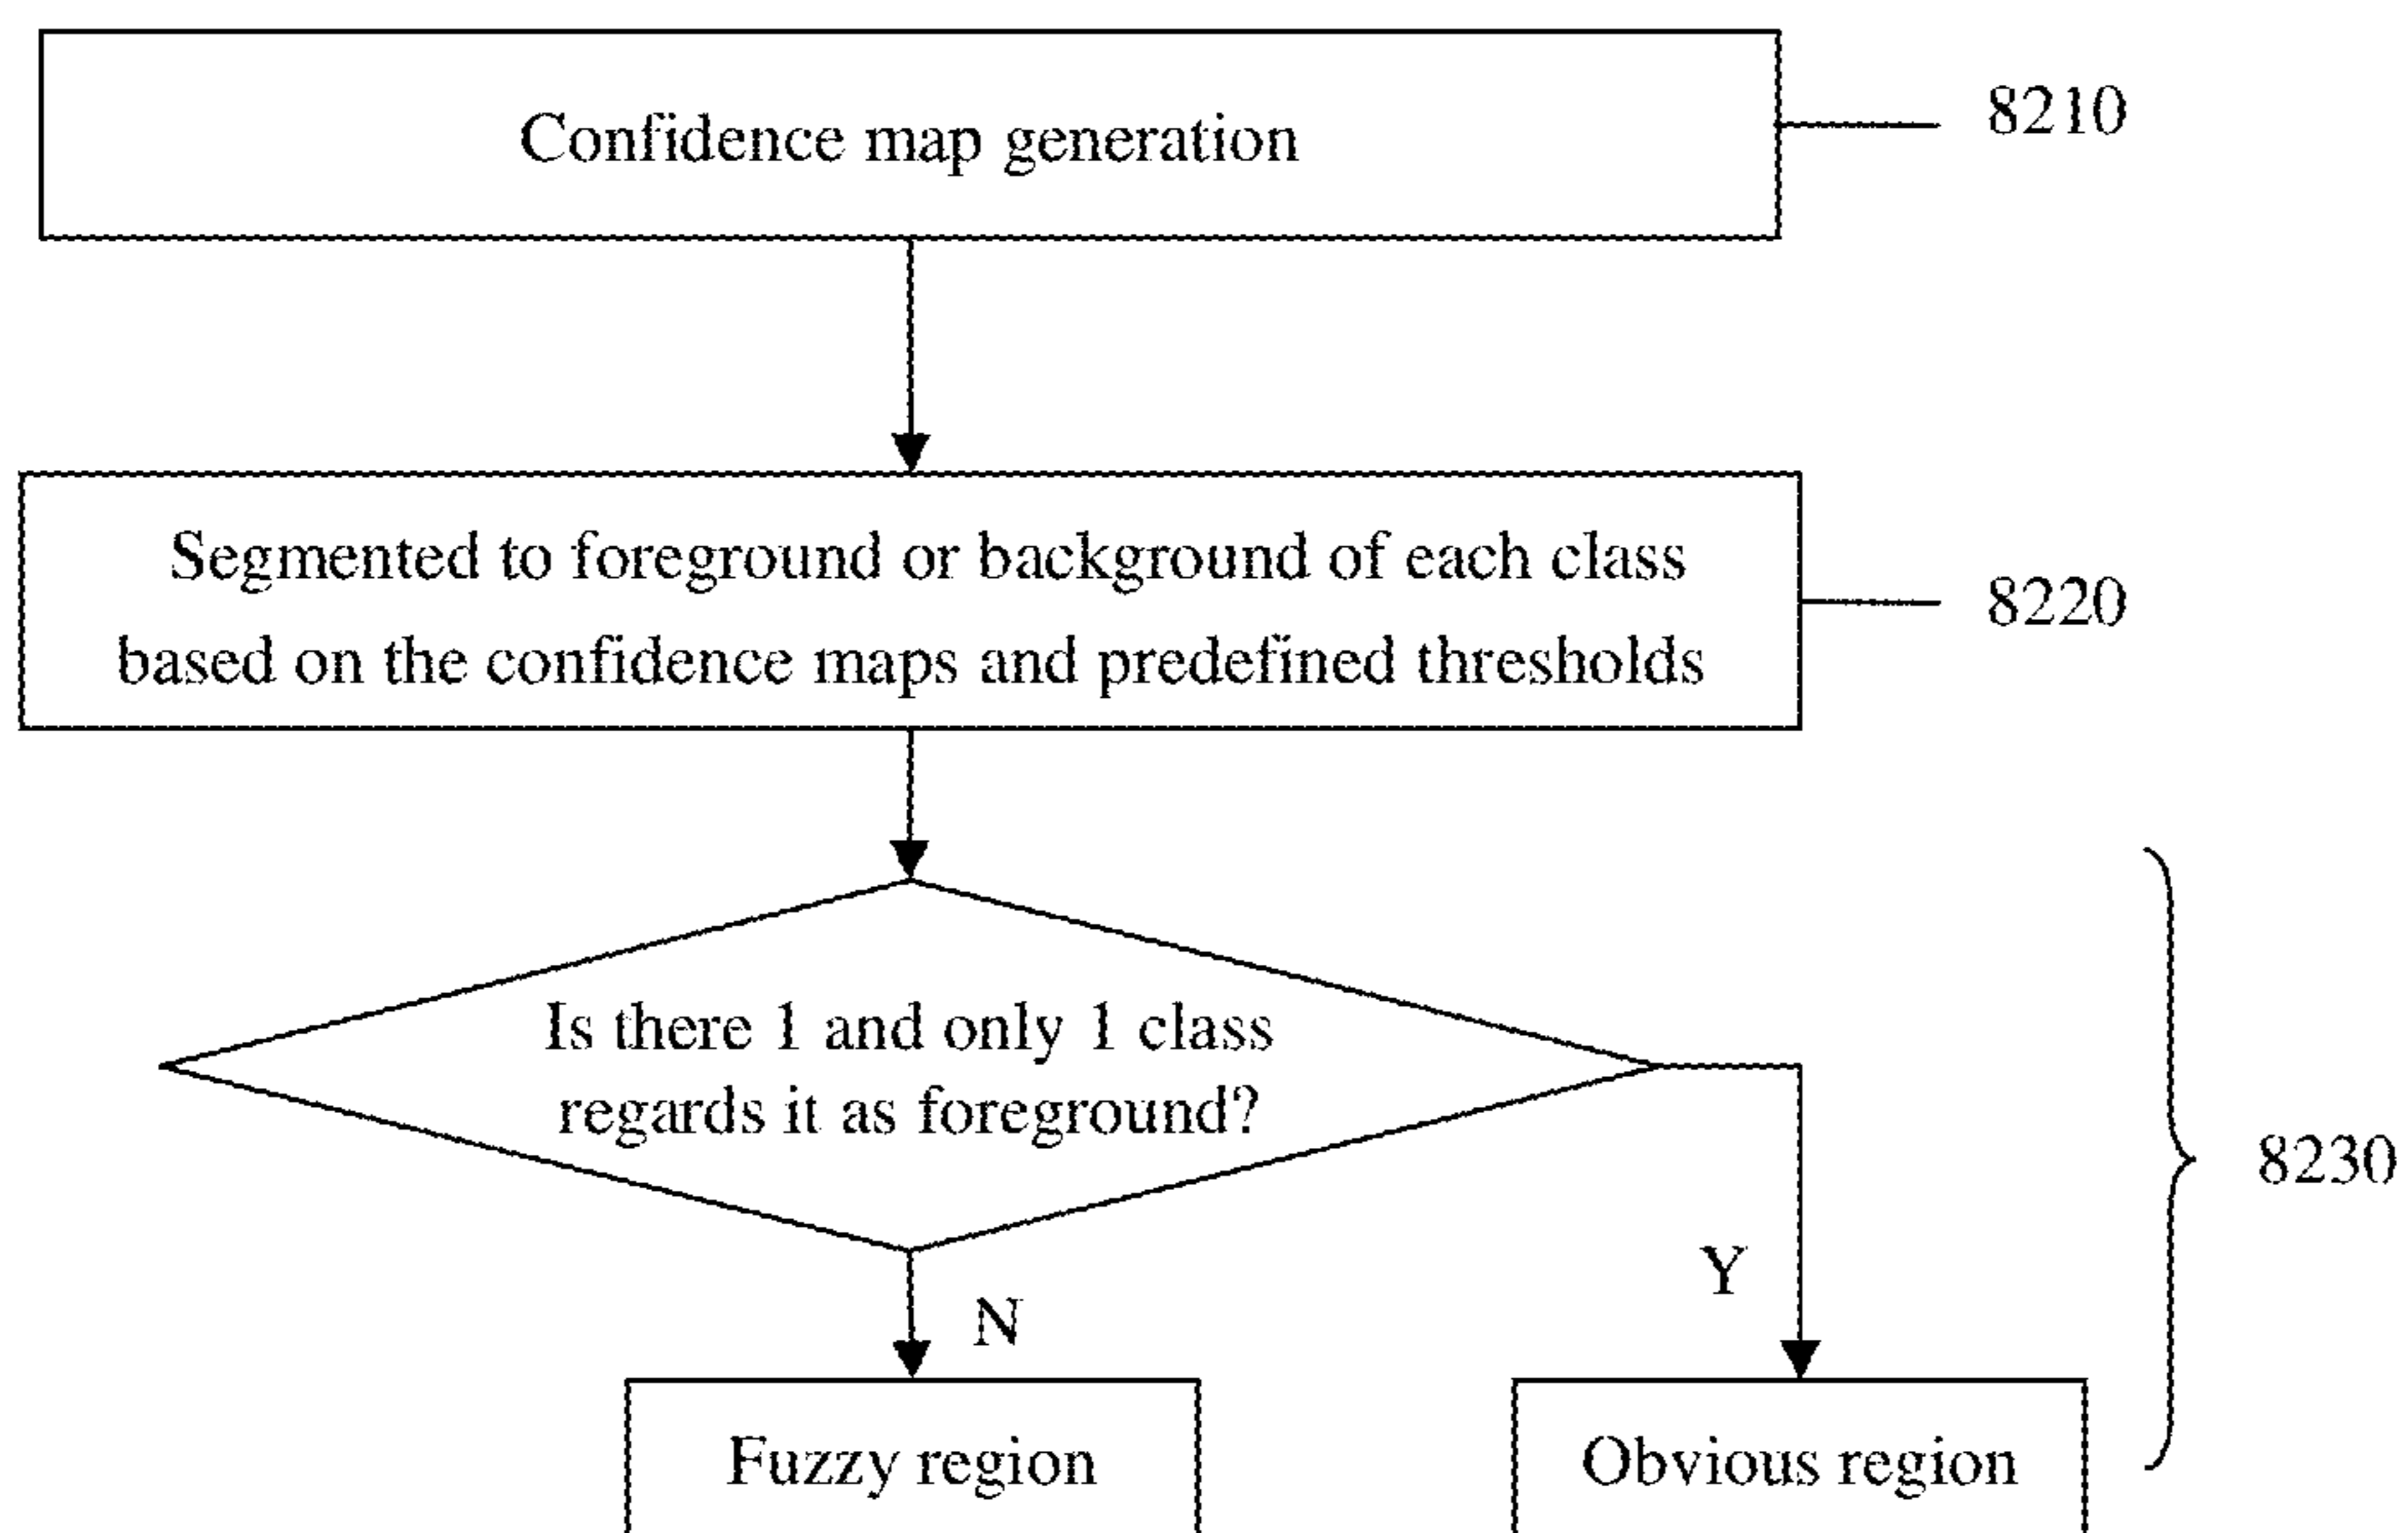 Confidence map generation
8210
Segmented to foreground or background of each class
based on the confidence maps and predefined thresholds
8220
Is there 1 and only 1 class
regards it as foreground?
8230
Y
N
Fuzzy region
Obvious region